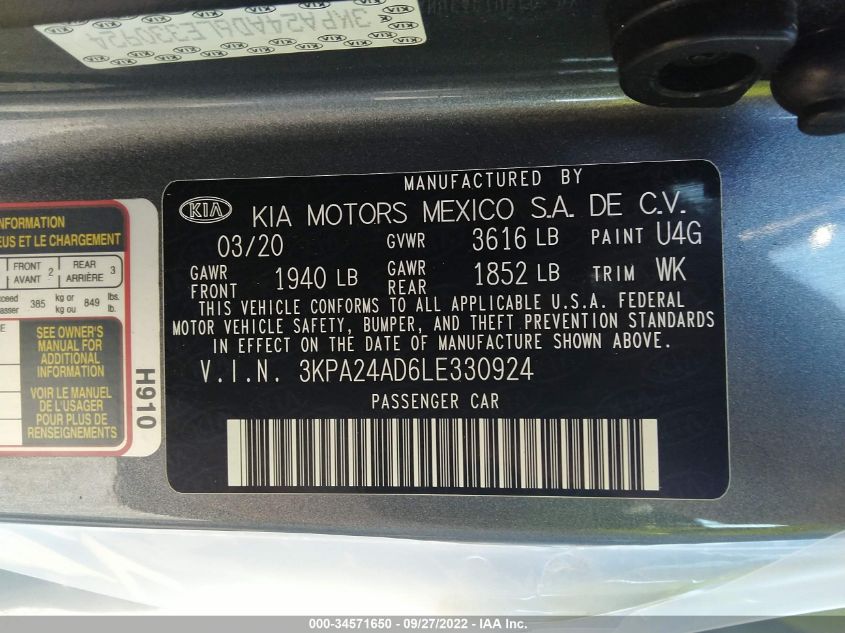 MANUFACTURED BY
KIA KIA MOTORS MEXICO S.A. DE C.V.
03/20 GVWR 3616 LB PAINT U4G
GAWR FRONT 1940 LB GAWR REAR 1852 LB TRIM WK
THIS VEHICLE CONFORMS TO ALL APPLICABLE U.S.A. FEDERAL
MOTOR VEHICLE SAFETY, BUMPER, AND THEFT PREVENTION STANDARDS
IN EFFECT ON THE DATE OF MANUFACTURE SHOWN ABOVE.
V.I.N. 3KPA24AD6LE330924
PASSENGER CAR
INFORMATION
EUS ET LE CHARGEMENT
FRONT AVANT 2 REAR ARRIÈRE 3
385 kg or kg ou 849 lbs. lb.
SEE OWNER'S
MANUAL FOR
ADDITIONAL
INFORMATION
VOIR LE MANUEL
DE L'USAGER
POUR PLUS DE
RENSEIGNEMENTS
H910
000-34571650 - 09/27/2022 - IAA Inc.